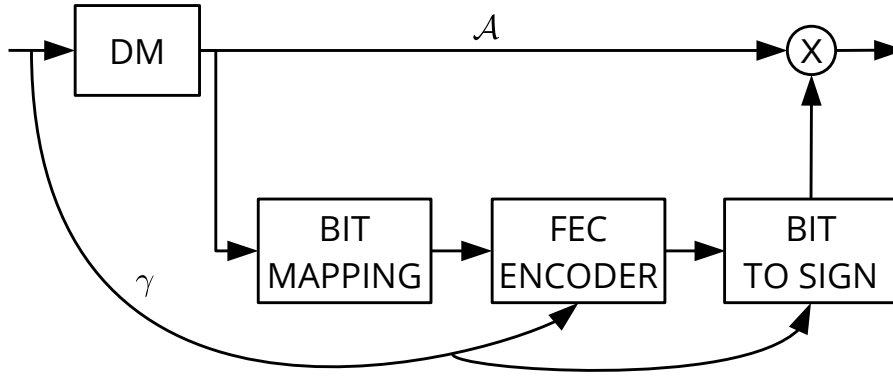 𝒜
DM
X
BIT
MAPPING
FEC
ENCODER
BIT
TO SIGN
γ